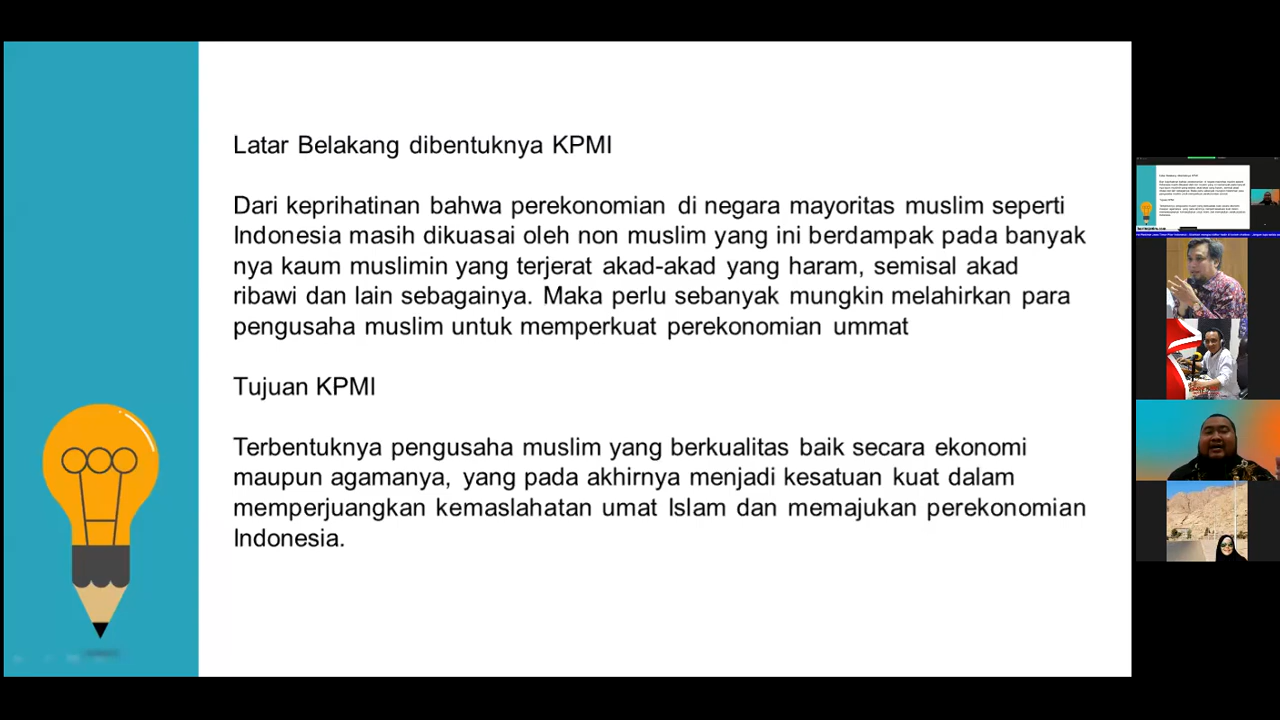 Latar Belakang dibentuknya KPMI
Dari keprihatinan bahwa perekonomian di negara mayoritas muslim seperti
Indonesia masih dikuasai oleh non muslim yang ini berdampak pada banyak
nya kaum muslimin yang terjerat akad-akad yang haram, semisal akad
ribawi dan lain sebagainya. Maka perlu sebanyak mungkin melahirkan para
pengusaha muslim untuk memperkuat perekonomian ummat
Tujuan KPMI
Terbentuknya pengusaha muslim yang berkualitas baik secara ekonomi
maupun agamanya, yang pada akhirnya menjadi kesatuan kuat dalam
memperjuangkan kemaslahatan umat Islam dan memajukan perekonomian
Indonesia.